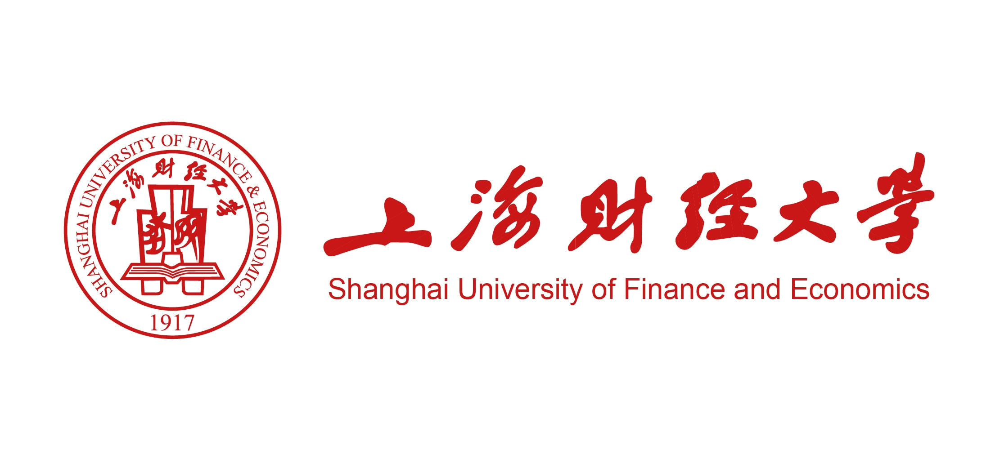 SHANGHAI UNIVERSITY OF FINANCE & ECONOMICS
上海财经大学
1917
上海财经大学
Shanghai University of Finance and Economics